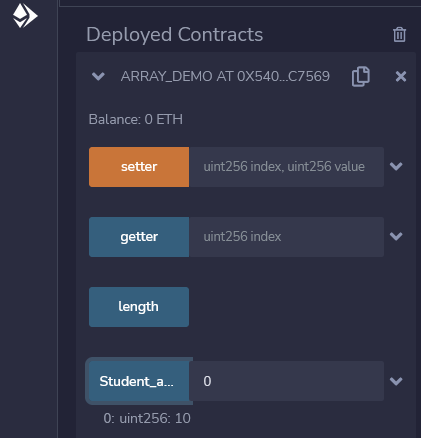 Deployed Contracts
ARRAY_DEMO AT 0X540...C7569
Balance: 0 ETH
setter uint256 index, uint256 value
getter uint256 index
length
Student_a... 0
0: uint256: 10